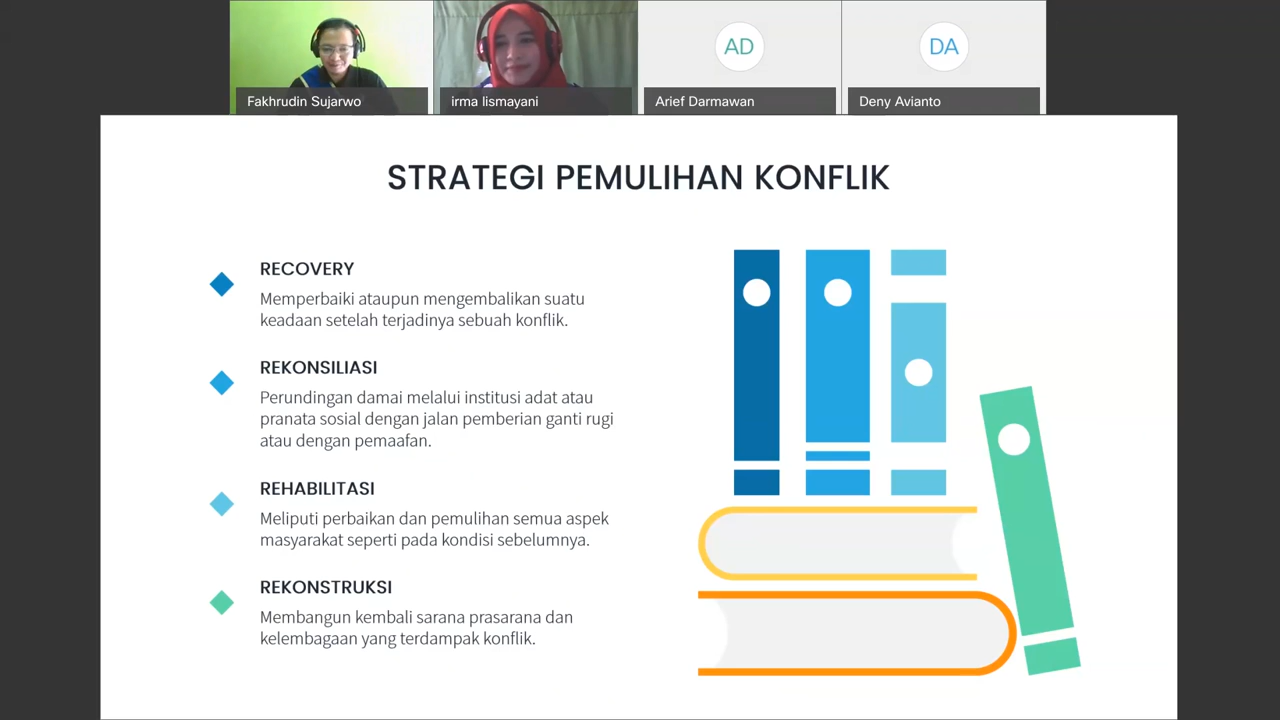 AD
DA
Fakhrudin Sujarwo
irma lismayani
Arief Darmawan
Deny Avianto
STRATEGI PEMULIHAN KONFLIK
RECOVERY
Memperbaiki ataupun mengembalikan suatu
keadaan setelah terjadinya sebuah konflik.
REKONSILIASI
Perundingan damai melalui institusi adat atau
pranata sosial dengan jalan pemberian ganti rugi
atau dengan pemaafan.
REHABILITASI
Meliputi perbaikan dan pemulihan semua aspek
masyarakat seperti pada kondisi sebelumnya.
REKONSTRUKSI
Membangun kembali sarana prasarana dan
kelembagaan yang terdampak konflik.